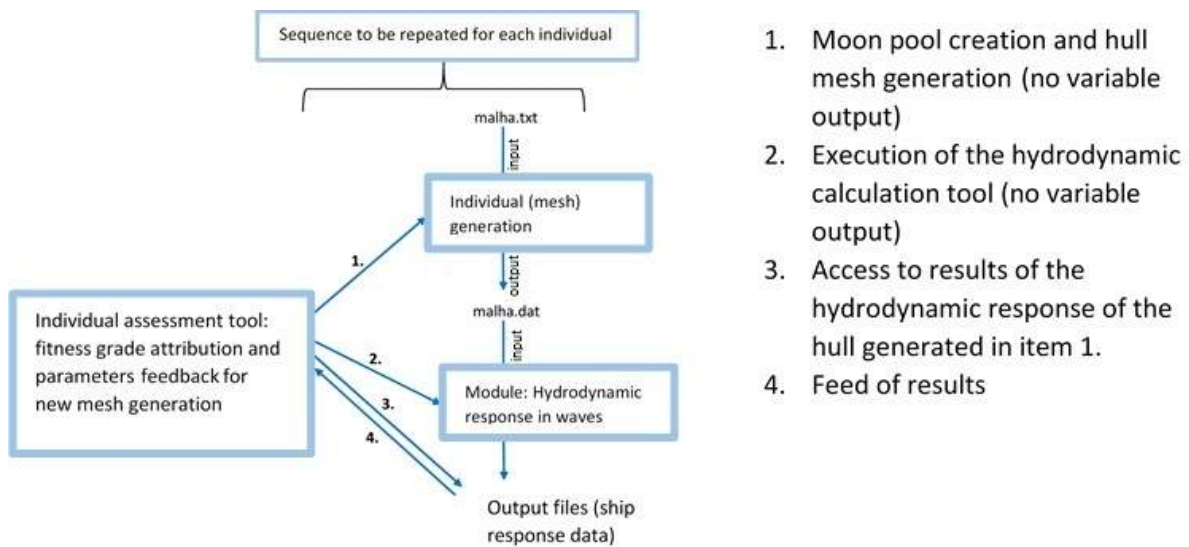 Sequence to be repeated for each individual
malha.txt
input
Individual (mesh)
generation
1.
output
malha.dat
input
Individual assessment tool:
fitness grade attribution and
parameters feedback for
new mesh generation
2.
3.
4.
Module: Hydrodynamic
response in waves
Output files (ship
response data)
1. Moon pool creation and hull
mesh generation (no variable
output)
2. Execution of the hydrodynamic
calculation tool (no variable
output)
3. Access to results of the
hydrodynamic response of the
hull generated in item 1.
4. Feed of results